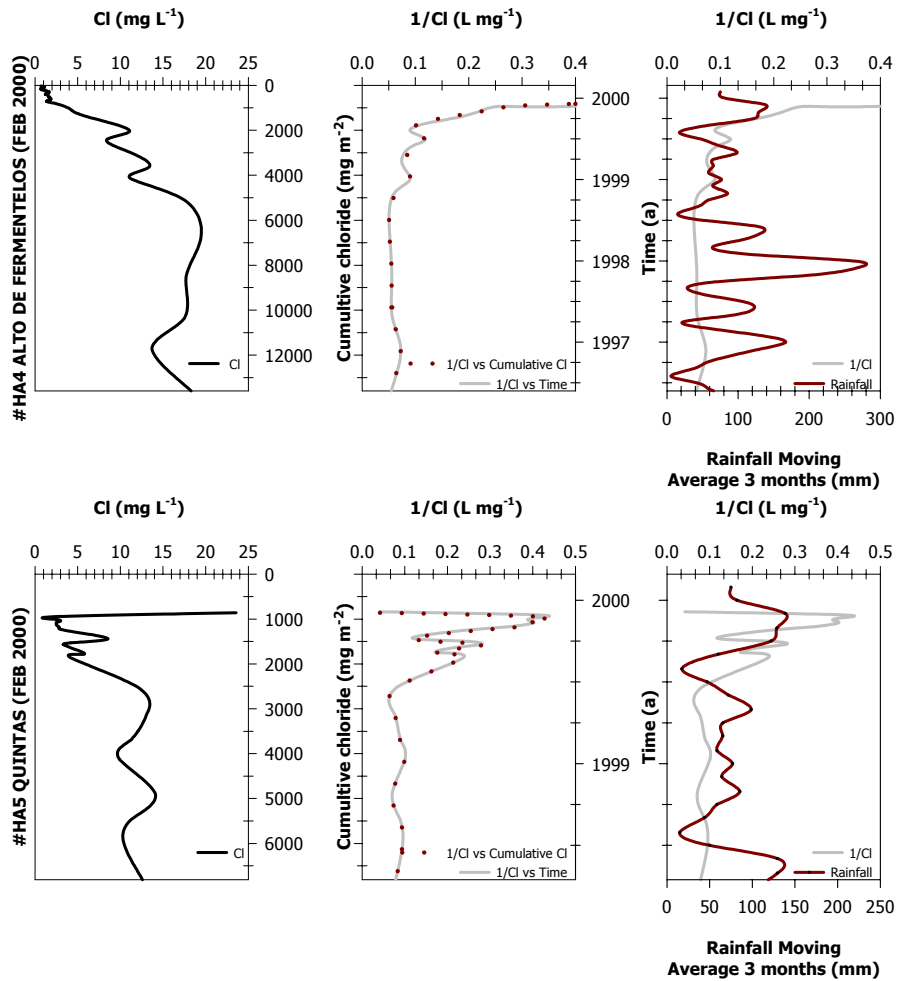 Cl (mg L⁻¹)
0 5 10 15 20 25
#HA4 ALTO DE FERMENTELOS (FEB 2000)
0
2000
4000
6000
8000
10000
12000
Cl
1/Cl (L mg⁻¹)
0.0 0.1 0.2 0.3 0.4
Cumultive chloride (mg m⁻²)
2000
1999
1998
1997
1/Cl vs Cumulative Cl
1/Cl vs Time
1/Cl (L mg⁻¹)
0.0 0.1 0.2 0.3 0.4
Time (a)
1/Cl
Rainfall
0 100 200 300
Rainfall Moving
Average 3 months (mm)
Cl (mg L⁻¹)
0 5 10 15 20 25
#HA5 QUINTAS (FEB 2000)
0
1000
2000
3000
4000
5000
6000
Cl
1/Cl (L mg⁻¹)
0.0 0.1 0.2 0.3 0.4 0.5
Cumultive chloride (mg m⁻²)
2000
1999
1/Cl vs Cumulative Cl
1/Cl vs Time
1/Cl (L mg⁻¹)
0.0 0.1 0.2 0.3 0.4 0.5
Time (a)
1/Cl
Rainfall
0 50 100 150 200 250
Rainfall Moving
Average 3 months (mm)